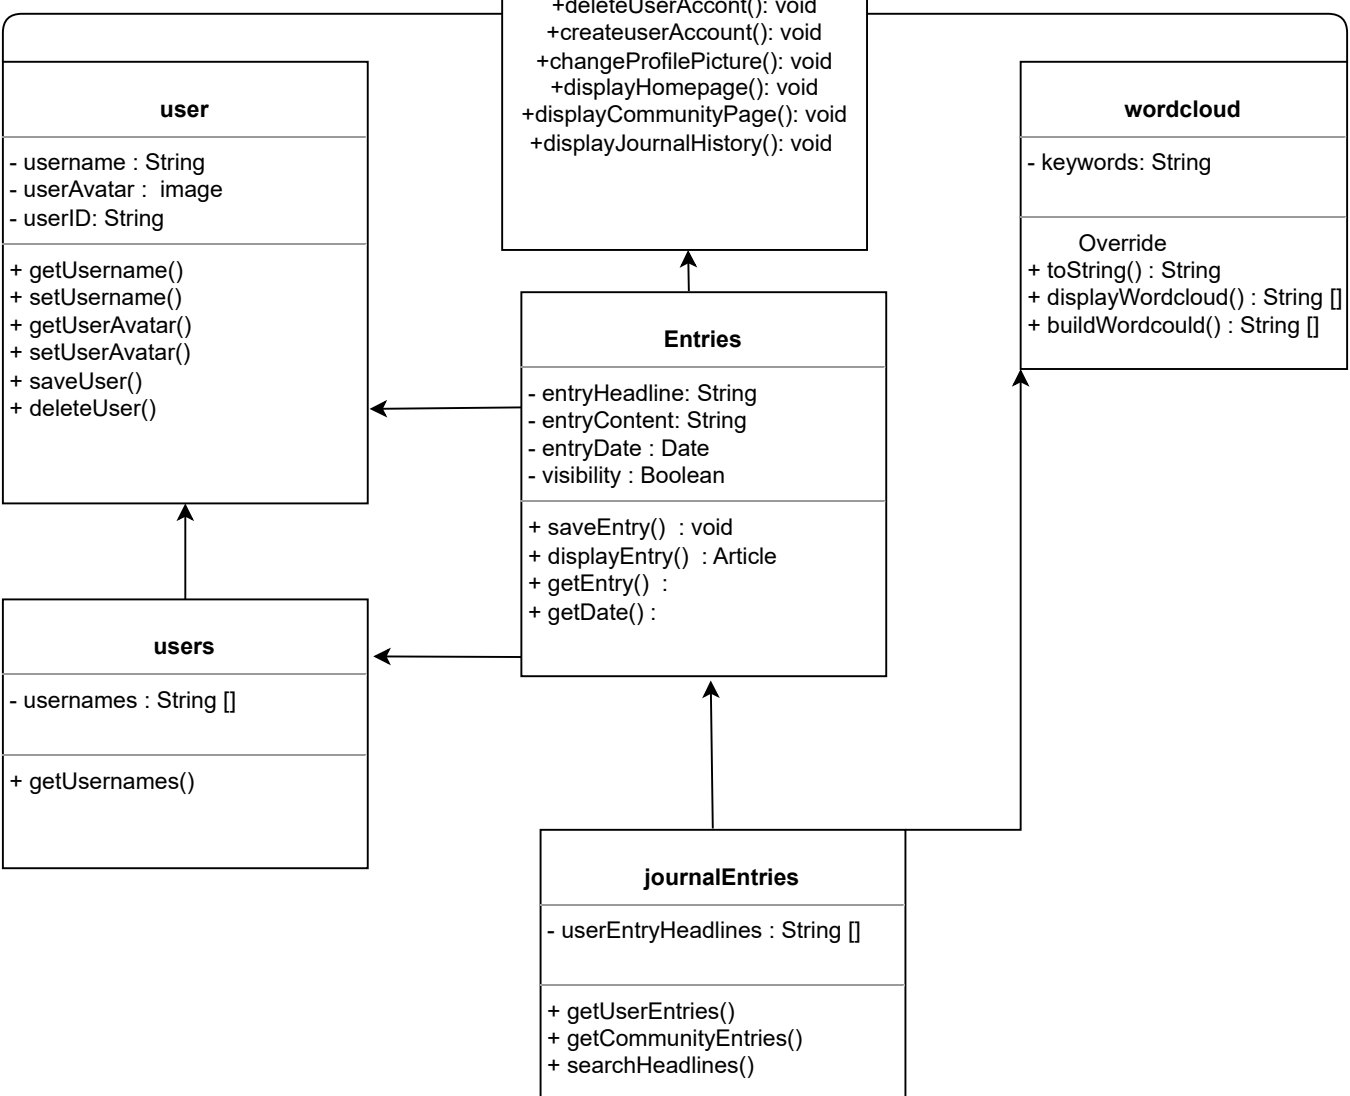 +deleteUserAccont(): void
+createuserAccount(): void
+changeProfilePicture(): void
+displayHomepage(): void
+displayCommunityPage(): void
+displayJournalHistory(): void
user
- username : String
- userAvatar :  image
- userID: String
+ getUsername()
+ setUsername()
+ getUserAvatar()
+ setUserAvatar()
+ saveUser()
+ deleteUser()
wordcloud
- keywords: String
Override
+ toString() : String
+ displayWordcloud() : String []
+ buildWordcould() : String []
Entries
- entryHeadline: String
- entryContent: String
- entryDate : Date
- visibility : Boolean
+ saveEntry()  : void
+ displayEntry()  : Article
+ getEntry()  :
+ getDate() :
users
- usernames : String []
+ getUsernames()
journalEntries
- userEntryHeadlines : String []
+ getUserEntries()
+ getCommunityEntries()
+ searchHeadlines()